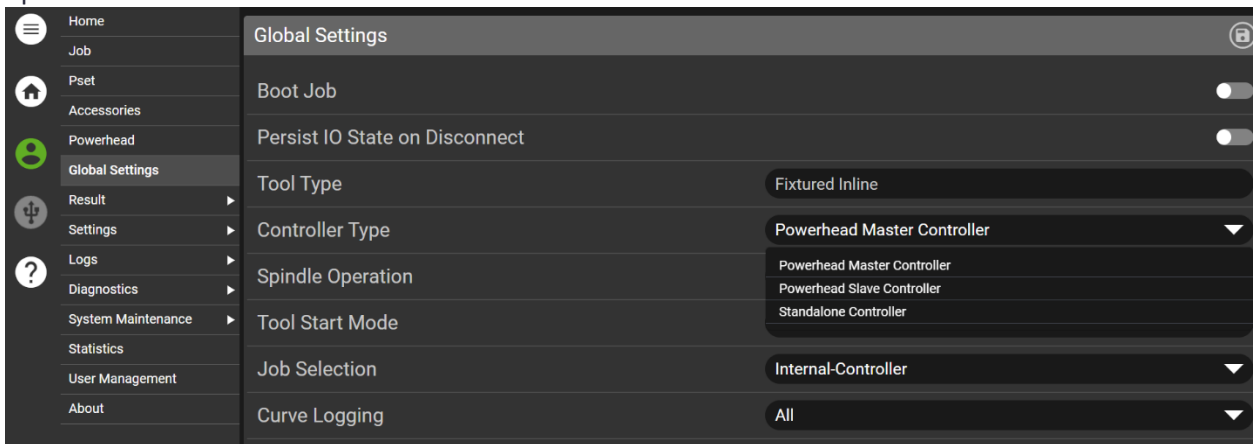 Home
Job
Pset
Accessories
Powerhead
Global Settings
Result
Settings
Logs
Diagnostics
System Maintenance
Statistics
User Management
About
Global Settings
Boot Job
Persist IO State on Disconnect
Tool Type Fixtured Inline
Controller Type Powerhead Master Controller
Powerhead Master Controller
Powerhead Slave Controller
Standalone Controller
Spindle Operation
Tool Start Mode
Job Selection Internal-Controller
Curve Logging All